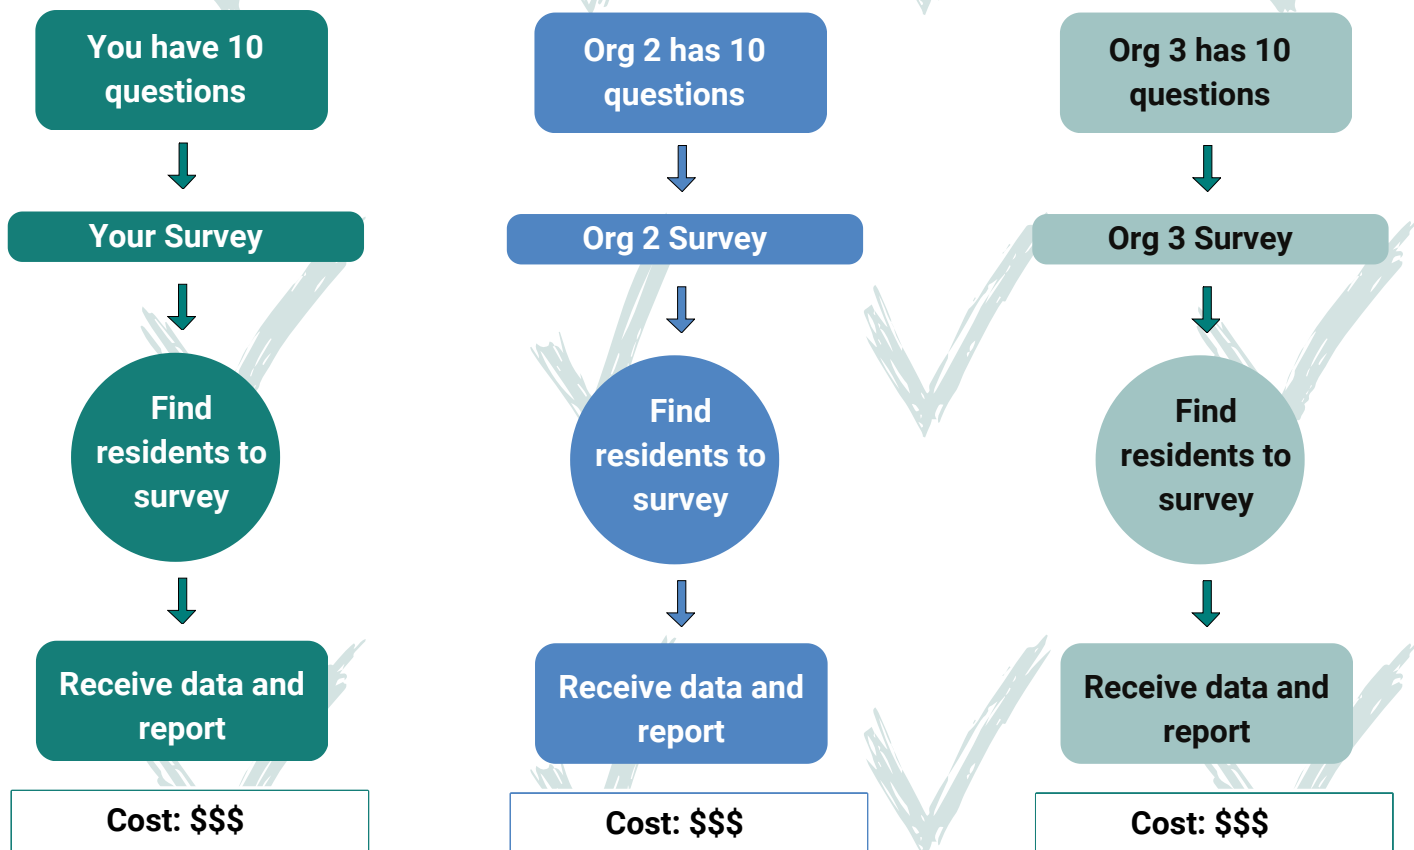 You have 10
questions
Your Survey
Find
residents to
survey
Receive data and
report
Cost: $$$
Org 2 has 10
questions
Org 2 Survey
Find
residents to
survey
Receive data and
report
Cost: $$$
Org 3 has 10
questions
Org 3 Survey
Find
residents to
survey
Receive data and
report
Cost: $$$